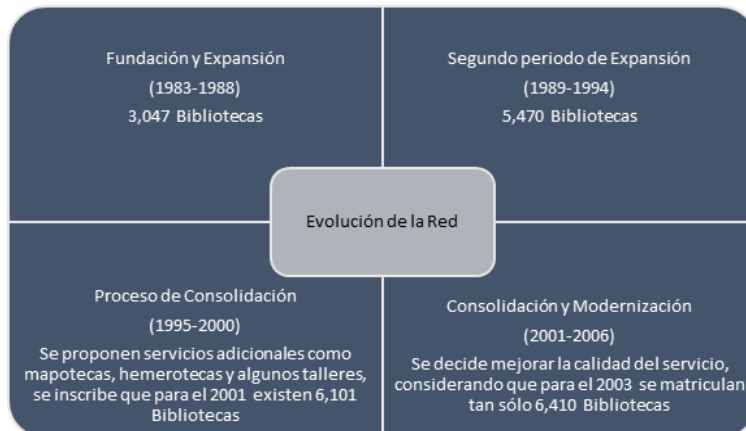 Fundación y Expansión
(1983-1988)
3,047 Bibliotecas
Segundo periodo de Expansión
(1989-1994)
5,470 Bibliotecas
Evolución de la Red
Proceso de Consolidación
(1995-2000)
Se proponen servicios adicionales como
mapotecas, hemerotecas y algunos talleres,
se inscribe que para el 2001 existen 6,101
Bibliotecas
Consolidación y Modernización
(2001-2006)
Se decide mejorar la calidad del servicio,
considerando que para el 2003 se matriculan
tan sólo 6,410 Bibliotecas